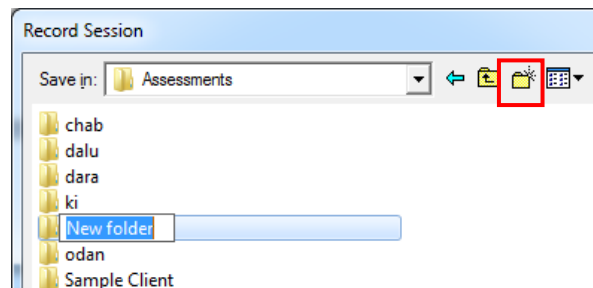 Record Session
Save in: Assessments
chab
dalu
dara
ki
New folder
odan
Sample Client